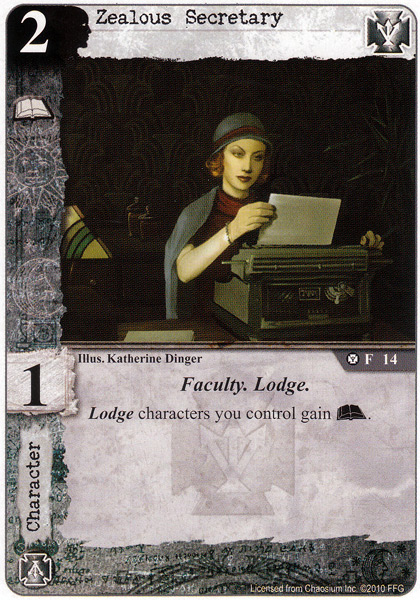 2
Zealous Secretary
Illus. Katherine Dinger
F 14
1
Faculty. Lodge.
Lodge characters you control gain .
Character
Licensed from Chaosium Inc. ©2010 FFG